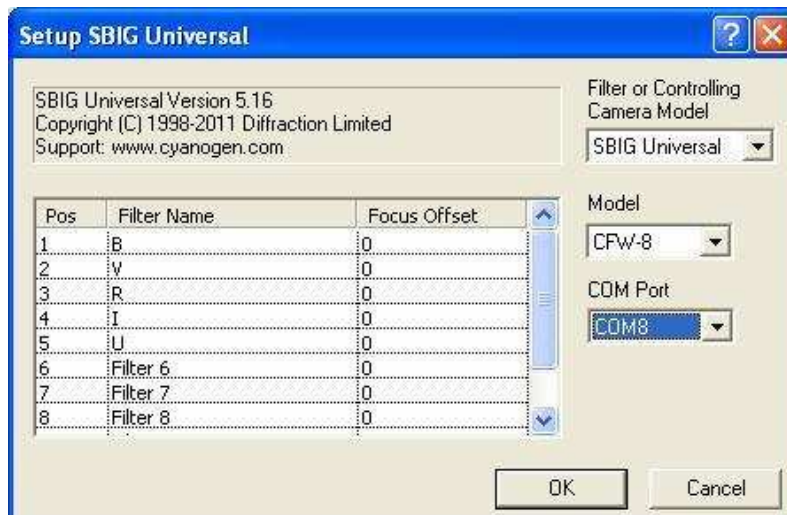 Setup SBIG Universal
SBIG Universal Version 5.16
Copyright (C) 1998-2011 Diffraction Limited
Support: www.cyanogen.com
Filter or Controlling
Camera Model
SBIG Universal
Pos Filter Name Focus Offset
1 B 0
2 V 0
3 R 0
4 I 0
5 U 0
6 Filter 6 0
7 Filter 7 0
8 Filter 8 0
Model
CFW-8
COM Port
COM8
OK Cancel